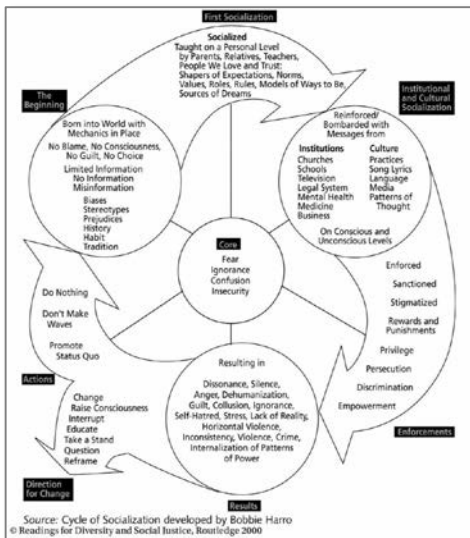 First Socialization
Socialized
Taught on a Personal Level
by Parents, Relatives, Teachers,
People We Love and Trust:
Shapers of Expectations, Norms,
Values, Roles, Rules, Models of Ways to Be,
Sources of Dreams
The
Beginning
Born into World with
Mechanics in Place
No Blame, No Consciousness,
No Guilt, No Choice
Limited Information
No Information
Misinformation
Biases
Stereotypes
Prejudices
History
Habit
Tradition
Institutional
and Cultural
Socialization
Reinforced/
Bombarded with
Messages from
Institutions
Churches
Schools
Television
Legal System
Mental Health
Medicine
Business
Culture
Practices
Song Lyrics
Language
Media
Patterns of
Thought
On Conscious and
Unconscious Levels
Core
Fear
Ignorance
Confusion
Insecurity
Enforced
Sanctioned
Stigmatized
Rewards and
Punishments
Privilege
Persecution
Discrimination
Empowerment
Enforcements
Resulting in
Dissonance, Silence,
Anger, Dehumanization,
Guilt, Collusion, Ignorance,
Self-Hatred, Stress, Lack of Reality,
Horizontal Violence,
Inconsistency, Violence, Crime,
Internalization of Patterns
of Power
Results
Do Nothing
Don't Make
Waves
Promote
Status Quo
Actions
Change
Raise Consciousness
Interrupt
Educate
Take a Stand
Question
Reframe
Direction
for Change
Source: Cycle of Socialization developed by Bobbie Harro
© Readings for Diversity and Social Justice, Routledge 2000